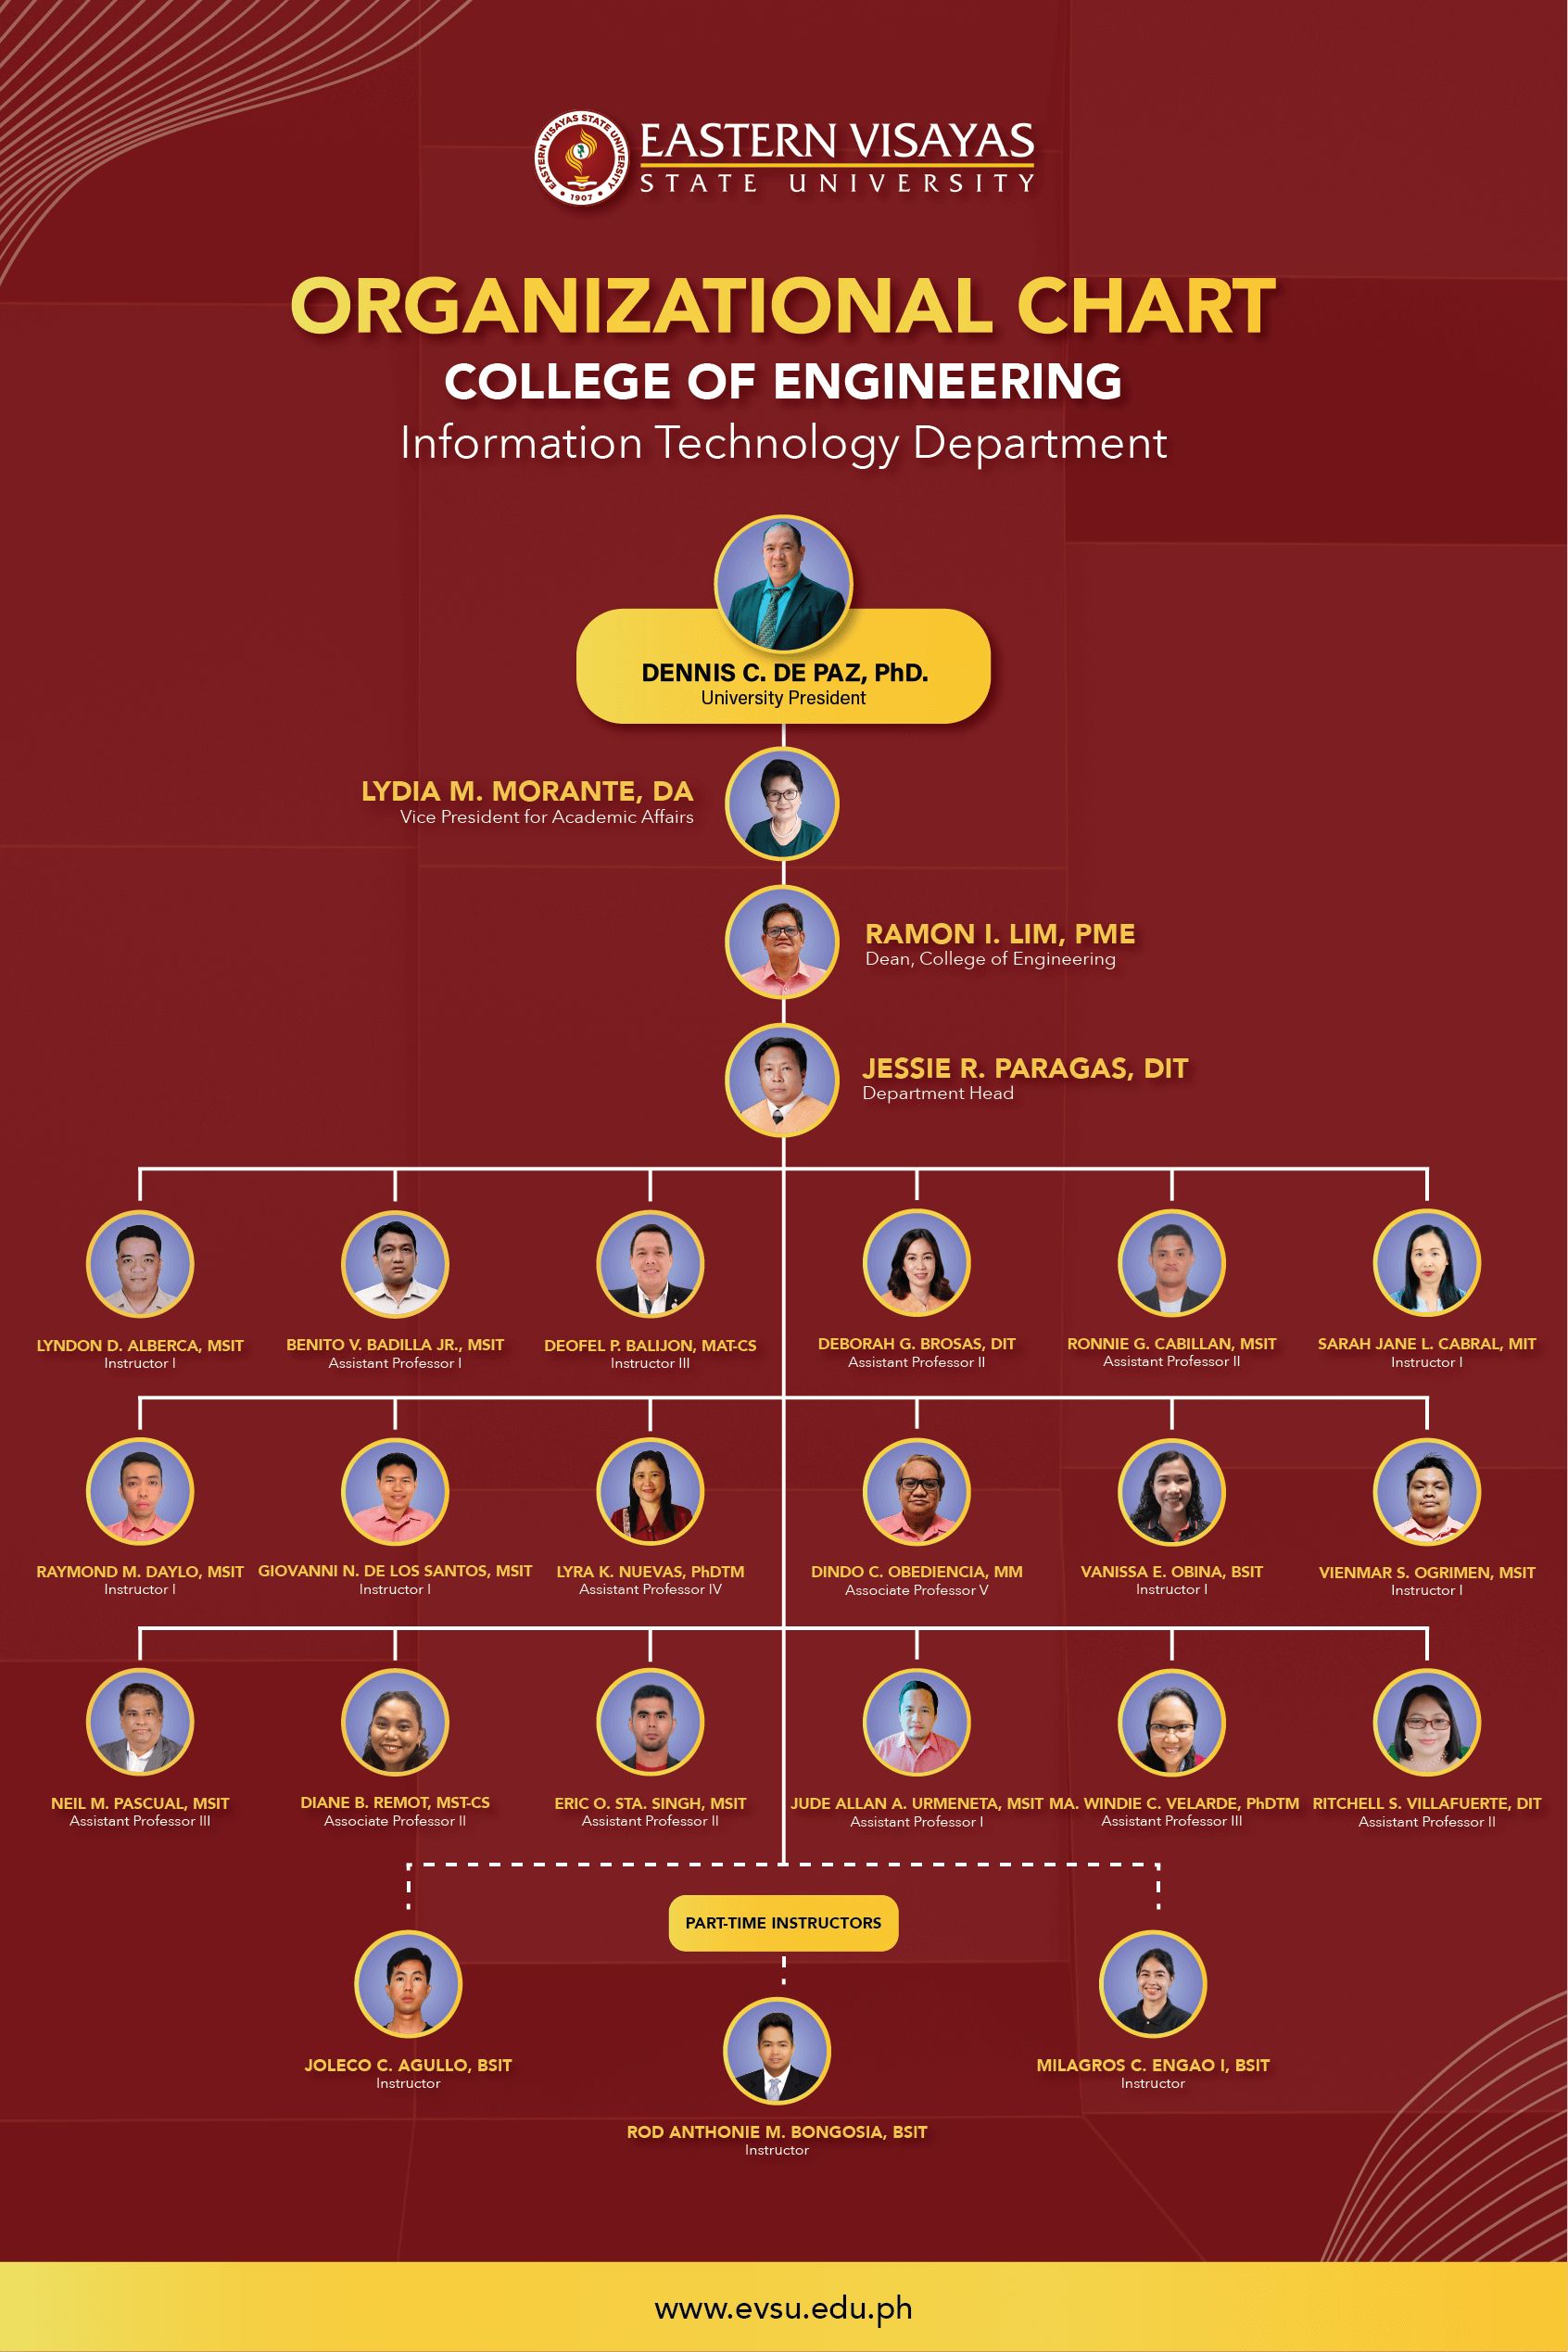 EASTERN VISAYAS STATE UNIVERSITY
1907
EASTERN VISAYAS
STATE UNIVERSITY
ORGANIZATIONAL CHART
COLLEGE OF ENGINEERING
Information Technology Department
DENNIS C. DE PAZ, PhD.
University President
LYDIA M. MORANTE, DA
Vice President for Academic Affairs
RAMON I. LIM, PME
Dean, College of Engineering
JESSIE R. PARAGAS, DIT
Department Head
LYNDON D. ALBERCA, MSIT
Instructor I
BENITO V. BADILLA JR., MSIT
Assistant Professor I
DEOFEL P. BALIJON, MAT-CS
Instructor III
DEBORAH G. BROSAS, DIT
Assistant Professor II
RONNIE G. CABILLAN, MSIT
Assistant Professor II
SARAH JANE L. CABRAL, MIT
Instructor I
RAYMOND M. DAYLO, MSIT
Instructor I
GIOVANNI N. DE LOS SANTOS, MSIT
Instructor I
LYRA K. NUEVAS, PhDTM
Assistant Professor IV
DINDO C. OBEDIENCIA, MM
Associate Professor V
VANISSA E. OBINA, BSIT
Instructor I
VIENMAR S. OGRIMEN, MSIT
Instructor I
NEIL M. PASCUAL, MSIT
Assistant Professor III
DIANE B. REMOT, MST-CS
Associate Professor II
ERIC O. STA. SINGH, MSIT
Assistant Professor II
JUDE ALLAN A. URMENETA, MSIT
Assistant Professor I
MA. WINDIE C. VELARDE, PhDTM
Assistant Professor III
RITCHELL S. VILLAFUERTE, DIT
Assistant Professor II
PART-TIME INSTRUCTORS
JOLECO C. AGULLO, BSIT
Instructor
ROD ANTHONIE M. BONGOSIA, BSIT
Instructor
MILAGROS C. ENGAO I, BSIT
Instructor
www.evsu.edu.ph